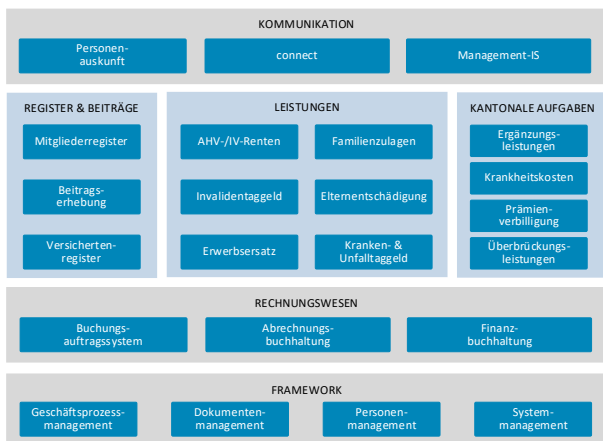 KOMMUNIKATION
Personen-
auskunft
connect
Management-IS
REGISTER & BEITRÄGE
Mitgliederregister
Beitrags-
erhebung
Versicherten-
register
LEISTUNGEN
AHV-/IV-Renten
Familienzulagen
Invalidentaggeld
Elternentschädigung
Erwerbsersatz
Kranken- &
Unfalltaggeld
KANTONALE AUFGABEN
Ergänzungs-
leistungen
Krankheitskosten
Prämien-
verbilligung
Überbrückungs-
leistungen
RECHNUNGSWESEN
Buchungs-
auftragssystem
Abrechnungs-
buchhaltung
Finanz-
buchhaltung
FRAMEWORK
Geschäftsprozess-
management
Dokumenten-
management
Personen-
management
System-
management